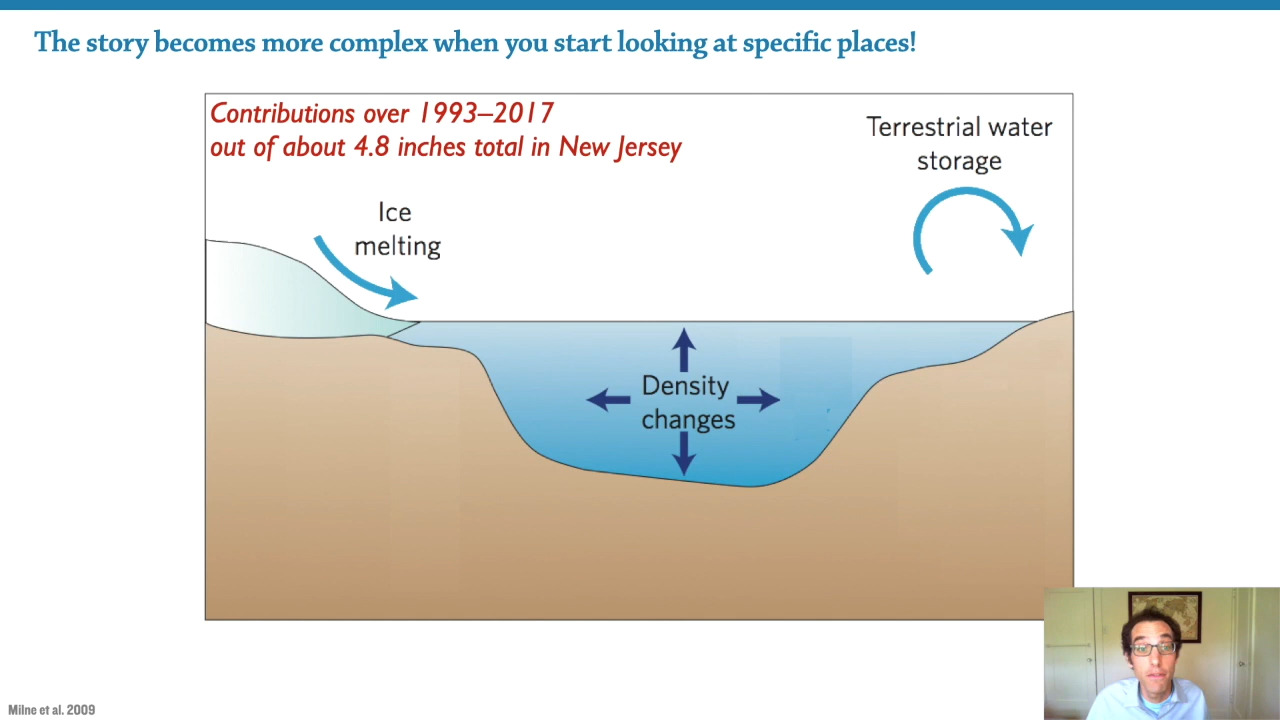 The story becomes more complex when you start looking at specific places!
Contributions over 1993–2017
out of about 4.8 inches total in New Jersey
Terrestrial water
storage
Ice
melting
Density
changes
Milne et al. 2009